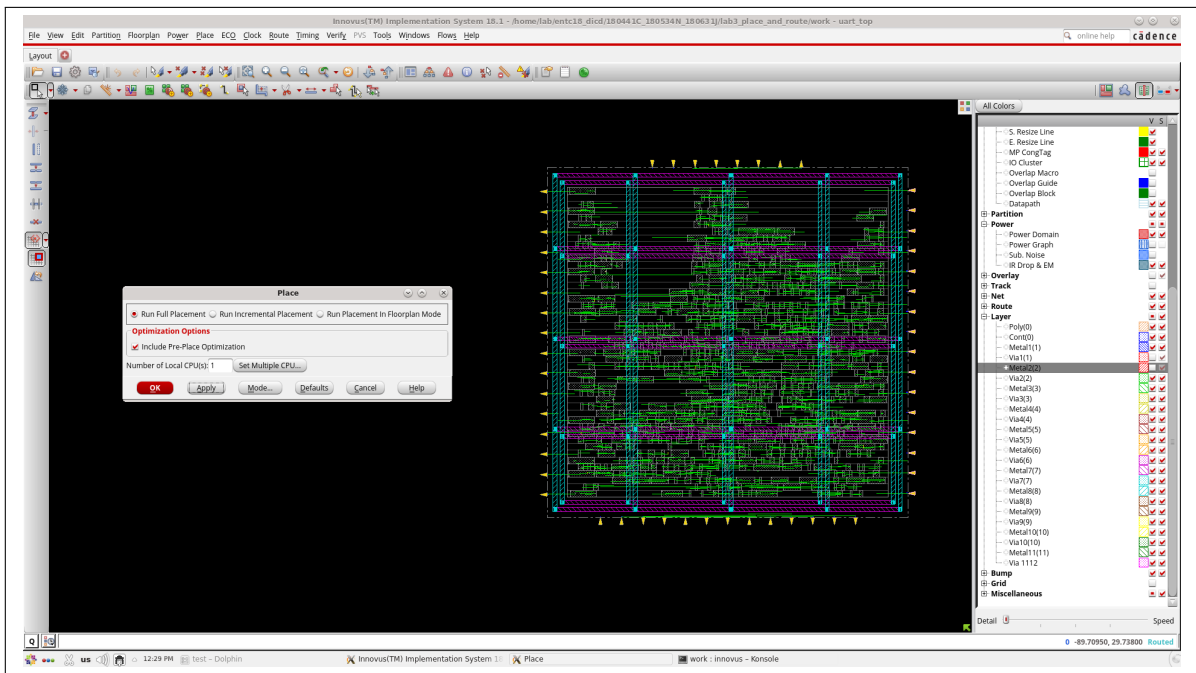 Innovus(TM) Implementation System 18.1 - /home/lab/entc18_dicd/180441C_180534N_180631J/lab3_place_and_route/work - uart_top
File View Edit Partition Floorplan Power Place ECO Clock Route Timing Verify PVS Tools Windows Flows Help
online help cādence
Layout
All Colors
V S
S. Resize Line
E. Resize Line
MP CongTag
IO Cluster
Overlap Macro
Overlap Guide
Overlap Block
Datapath
Partition
Power
Power Domain
Power Graph
Sub. Noise
IR Drop & EM
Overlay
Track
Net
Route
Layer
Poly(0)
Cont(0)
Metal1(1)
Via1(1)
Metal2(2)
Via2(2)
Metal3(3)
Via3(3)
Metal4(4)
Via4(4)
Metal5(5)
Via5(5)
Metal6(6)
Via6(6)
Metal7(7)
Via7(7)
Metal8(8)
Via8(8)
Metal9(9)
Via9(9)
Metal10(10)
Via10(10)
Metal11(11)
Via 1112
Bump
Grid
Miscellaneous
Detail Speed
Place
Run Full Placement Run Incremental Placement Run Placement In Floorplan Mode
Optimization Options
Include Pre-Place Optimization
Number of Local CPU(s): 1 Set Multiple CPU...
OK Apply Mode... Defaults Cancel Help
Q 0 -89.70950, 29.73800 Routed
us 12:29 PM test – Dolphin Innovus(TM) Implementation System 18 Place work : innovus – Konsole